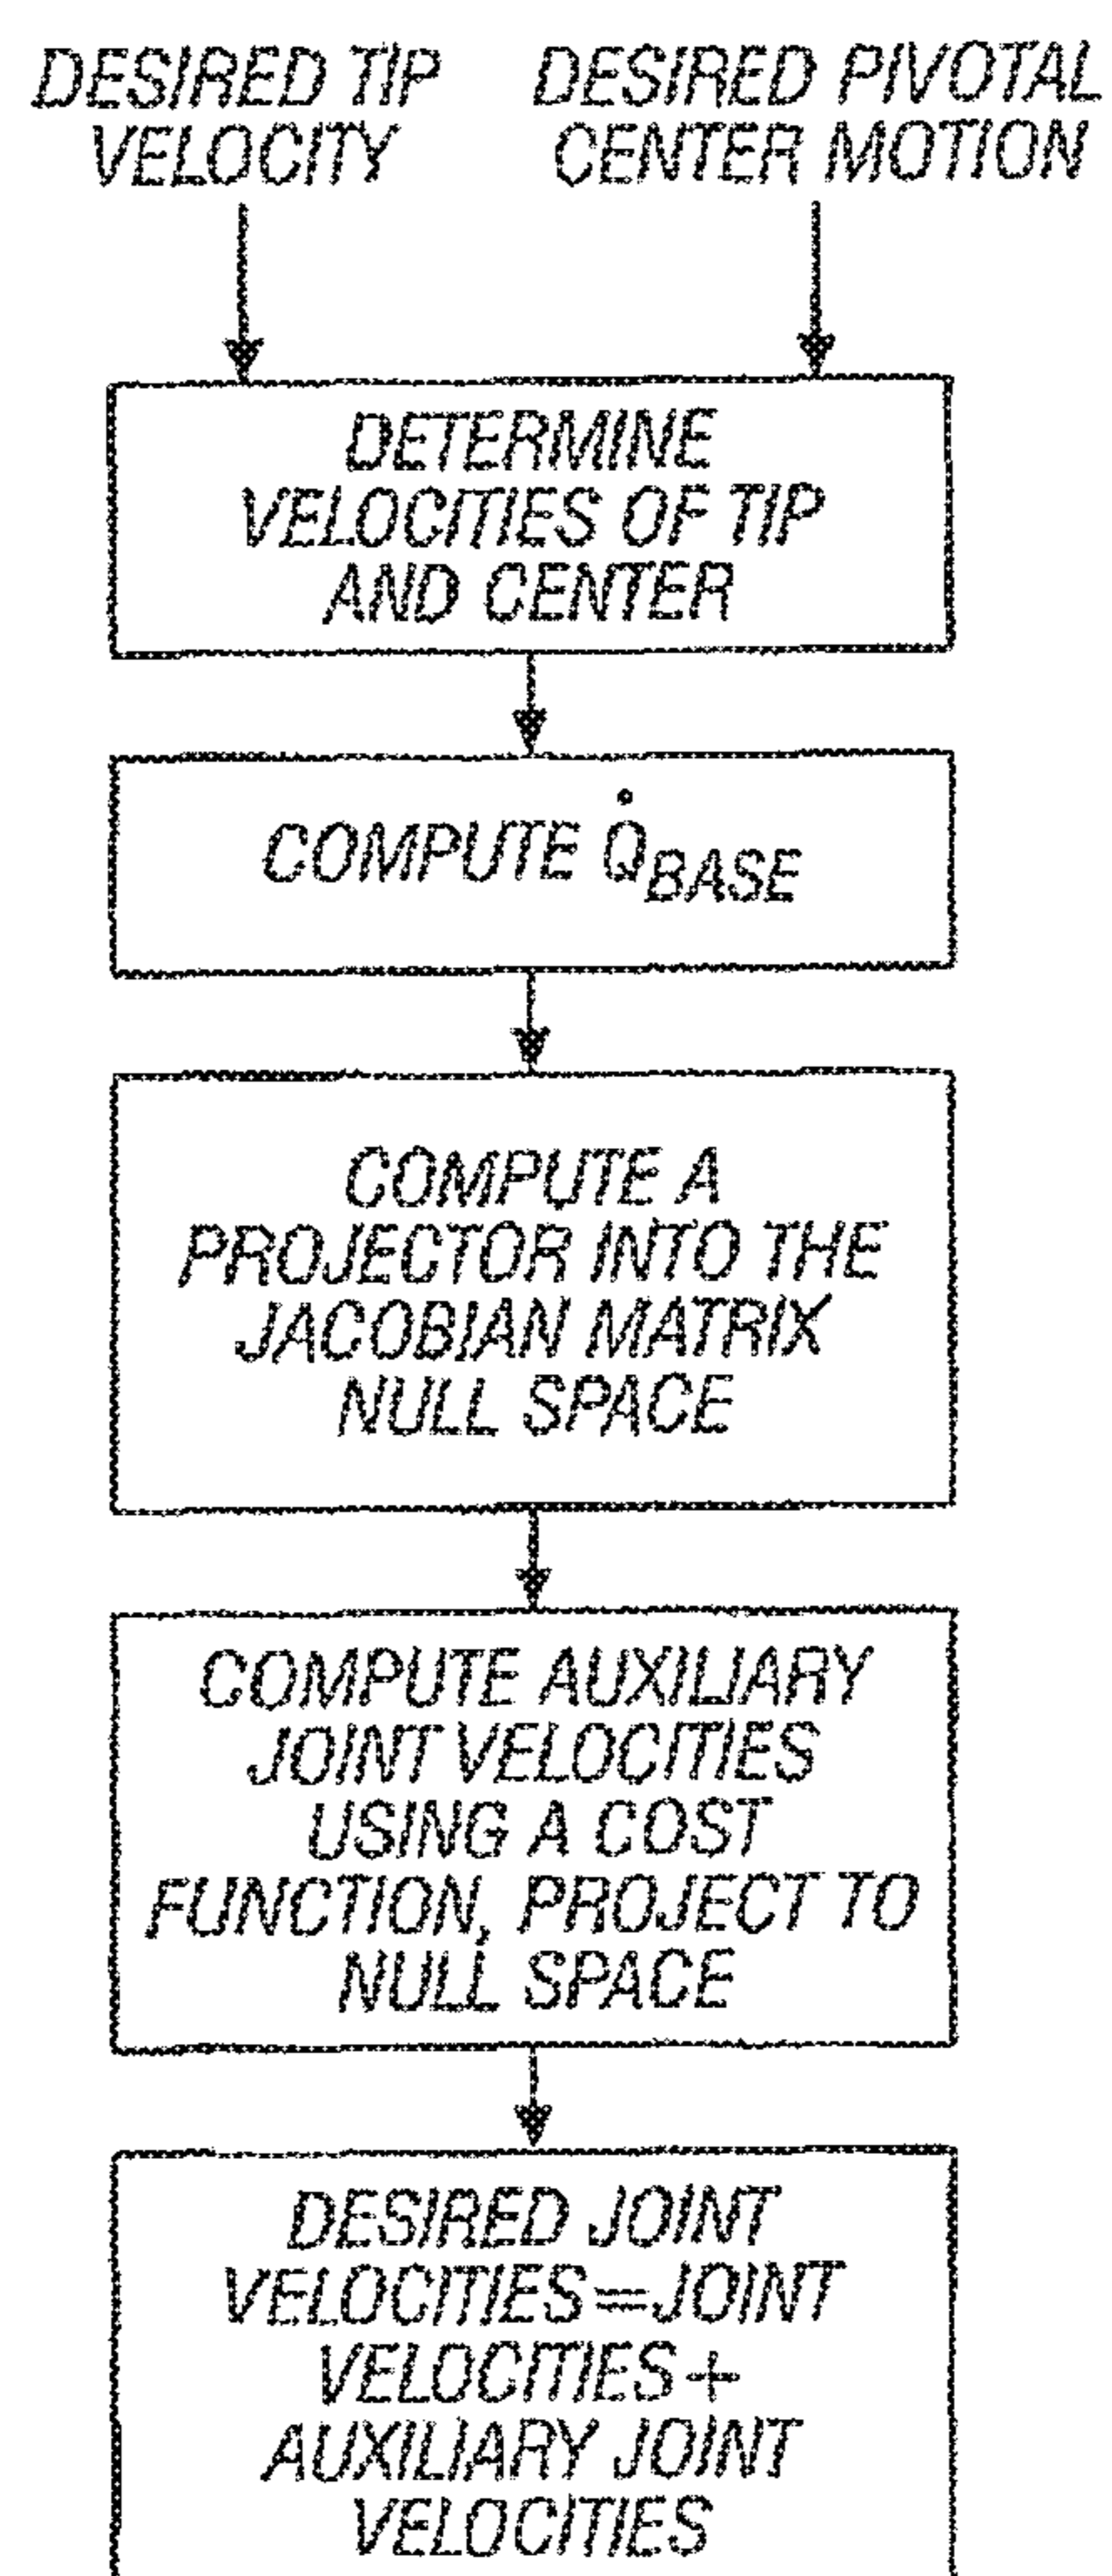 DESIRED TIP
VELOCITY
DESIRED PIVOTAL
CENTER MOTION
DETERMINE
VELOCITIES OF TIP
AND CENTER
COMPUTE Q̇BASE
COMPUTE A
PROJECTOR INTO THE
JACOBIAN MATRIX
NULL SPACE
COMPUTE AUXILIARY
JOINT VELOCITIES
USING A COST
FUNCTION, PROJECT TO
NULL SPACE
DESIRED JOINT
VELOCITIES=JOINT
VELOCITIES+
AUXILIARY JOINT
VELOCITIES